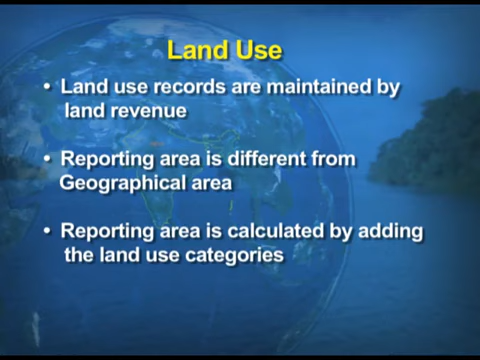 Land Use
• Land use records are maintained by
land revenue
• Reporting area is different from
Geographical area
• Reporting area is calculated by adding
the land use categories